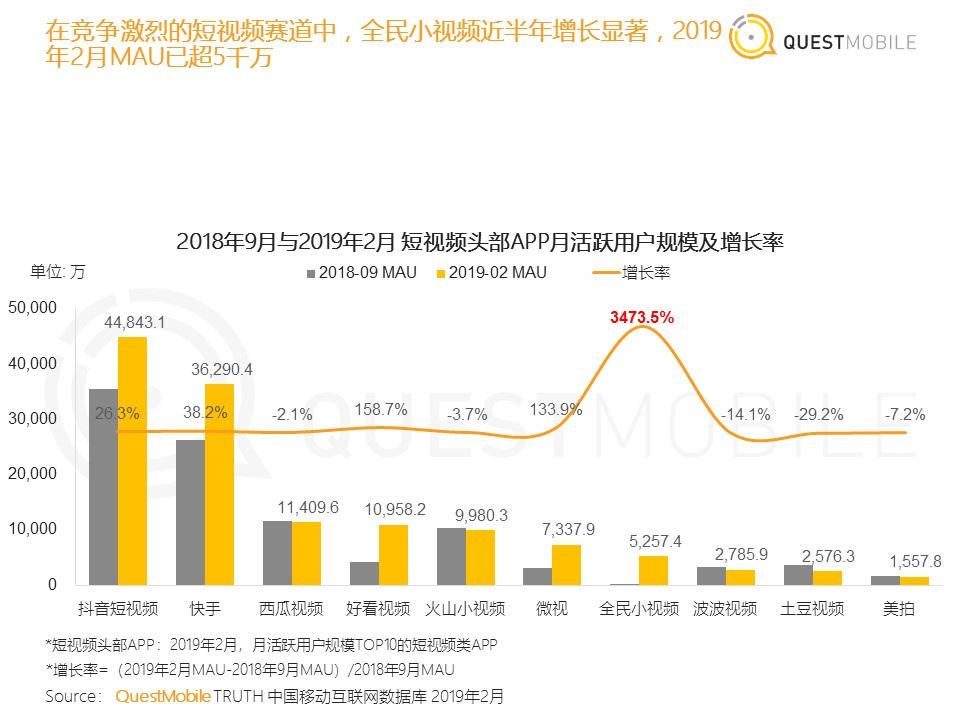 在竞争激烈的短视频赛道中，全民小视频近半年增长显著，2019
年2月MAU已超5千万
QUESTMOBILE
2018年9月与2019年2月 短视频头部APP月活跃用户规模及增长率
单位: 万
2018-09 MAU 2019-02 MAU 增长率
50,000
40,000
30,000
20,000
10,000
0
44,843.1
36,290.4
11,409.6
10,958.2
9,980.3
7,337.9
5,257.4
2,785.9
2,576.3
1,557.8
26.3%
38.2%
-2.1%
158.7%
-3.7%
133.9%
3473.5%
-14.1%
-29.2%
-7.2%
QUESTMOBILE
抖音短视频 快手 西瓜视频 好看视频 火山小视频 微视 全民小视频 波波视频 土豆视频 美拍
*短视频头部APP：2019年2月，月活跃用户规模TOP10的短视频类APP
*增长率=（2019年2月MAU-2018年9月MAU）/2018年9月MAU
Source： QuestMobile TRUTH 中国移动互联网数据库 2019年2月